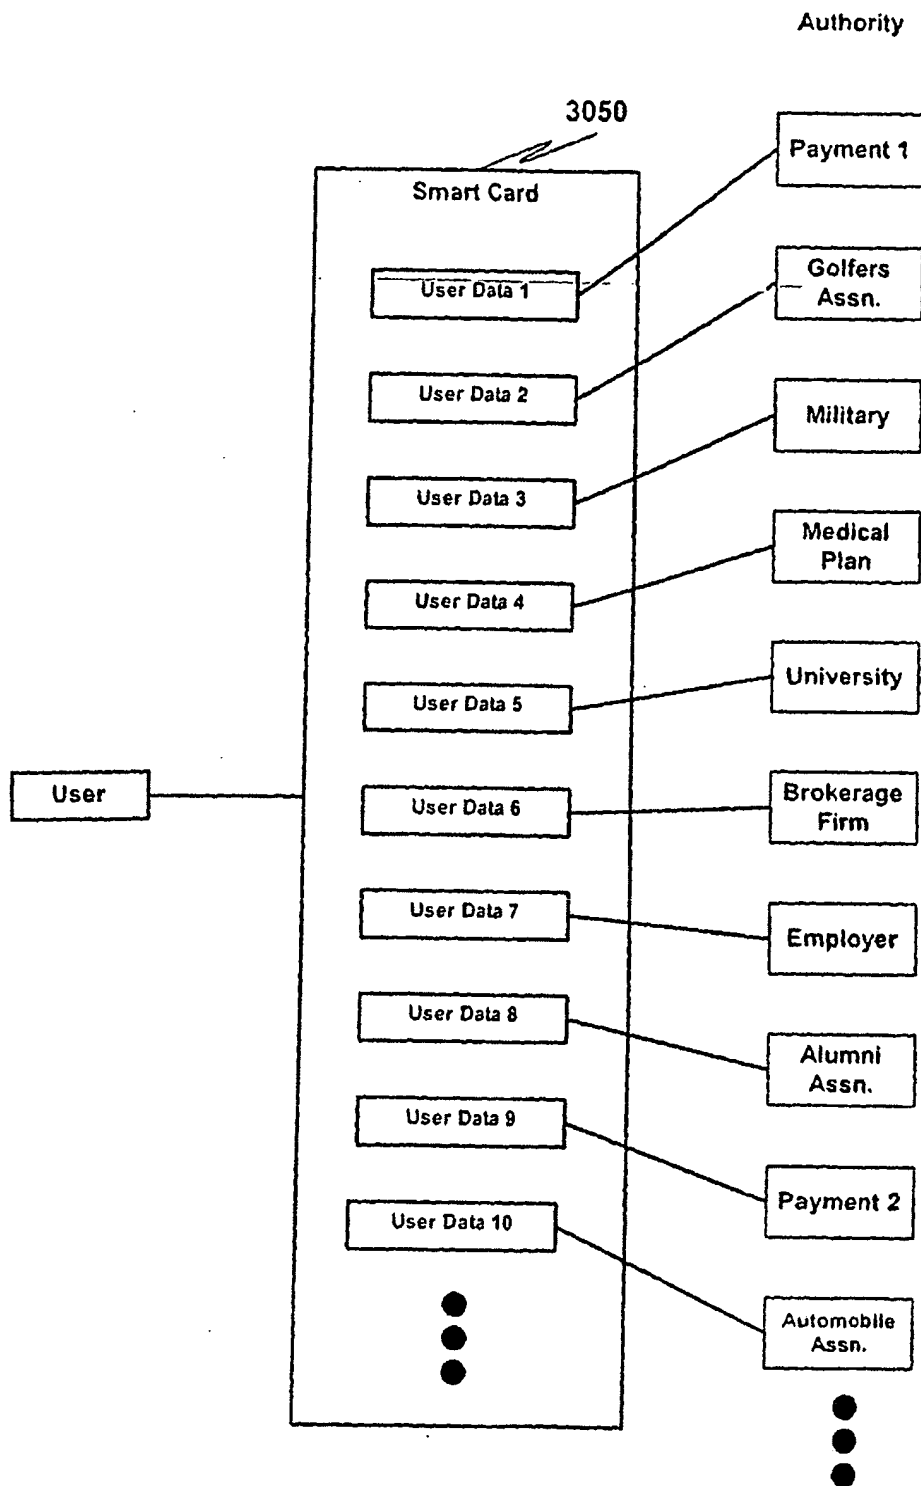 Authority
3050
Smart Card
Payment 1
User Data 1
Golfers
Assn.
User Data 2
Military
User Data 3
Medical
Plan
User Data 4
University
User Data 5
User
User Data 6
Brokerage
Firm
User Data 7
Employer
User Data 8
Alumni
Assn.
User Data 9
Payment 2
User Data 10
Automobile
Assn.